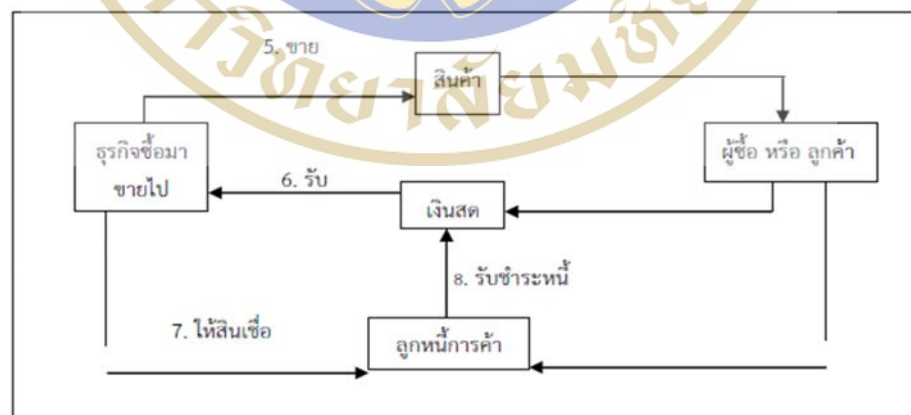 5. ขาย
สินค้า
ธุรกิจซื้อมา
ขายไป
ผู้ซื้อ หรือ ลูกค้า
6. รับ
เงินสด
8. รับชำระหนี้
7. ให้สินเชื่อ
ลูกหนี้การค้า